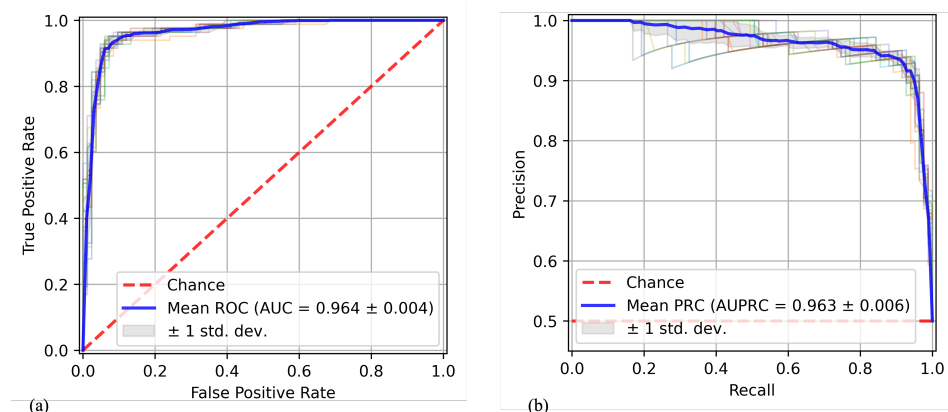 1.0
0.8
0.6
0.4
0.2
0.0
True Positive Rate
Chance
Mean ROC (AUC = 0.964 ± 0.004)
± 1 std. dev.
0.0 0.2 0.4 0.6 0.8 1.0
False Positive Rate
(a)
1.0
0.9
0.8
0.7
0.6
0.5
Precision
Chance
Mean PRC (AUPRC = 0.963 ± 0.006)
± 1 std. dev.
0.0 0.2 0.4 0.6 0.8 1.0
Recall
(b)